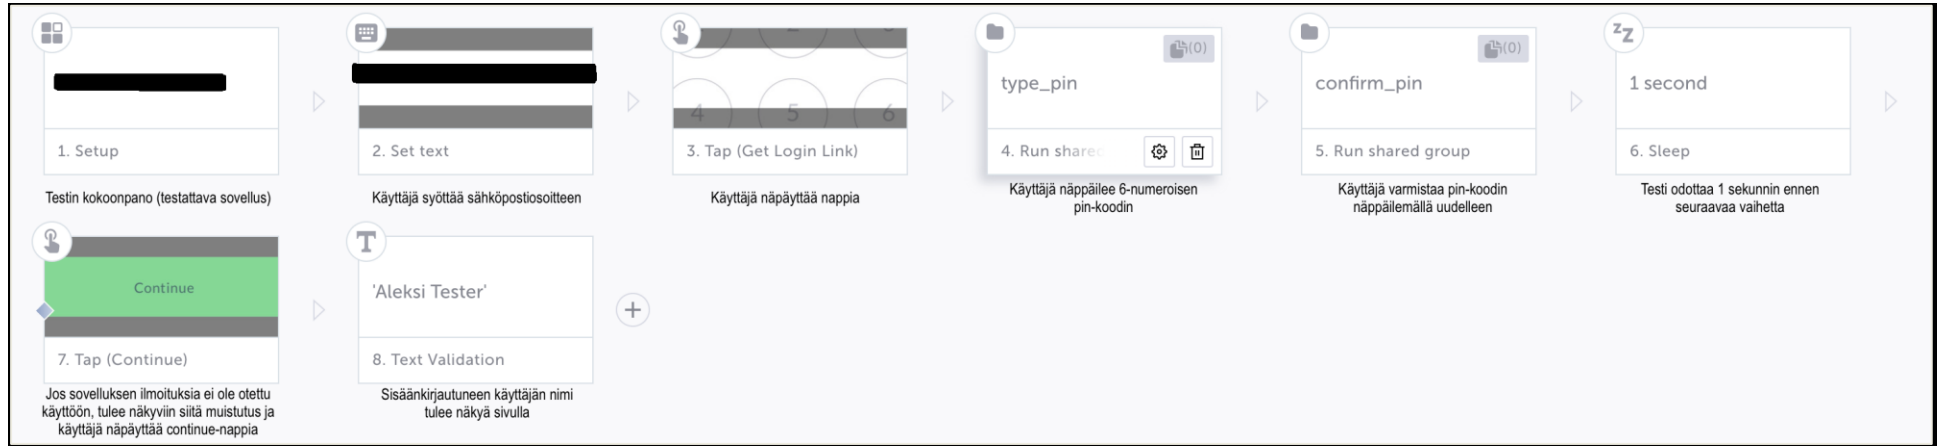 (0)
(0)
type_pin
confirm_pin
1 second
4 5 6
1. Setup
2. Set text
3. Tap (Get Login Link)
4. Run shared
5. Run shared group
6. Sleep
Testin kokoonpano (testattava sovellus)
Käyttäjä syöttää sähköpostiosoitteen
Käyttäjä näpäyttää nappia
Käyttäjä näppäilee 6-numeroisen
pin-koodin
Käyttäjä varmistaa pin-koodin
näppäilemällä uudelleen
Testi odottaa 1 sekunnin ennen
seuraavaa vaihetta
Continue
'Aleksi Tester'
7. Tap (Continue)
8. Text Validation
Jos sovelluksen ilmoituksia ei ole otettu
käyttöön, tulee näkyviin siitä muistutus ja
käyttäjä näpäyttää continue-nappia
Sisäänkirjautuneen käyttäjän nimi
tulee näkyä sivulla